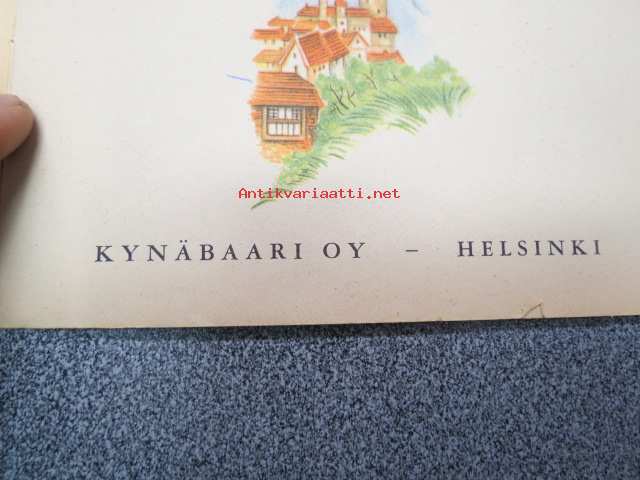 Antikvariaatti.net
KYNÄBAARI OY – HELSINKI